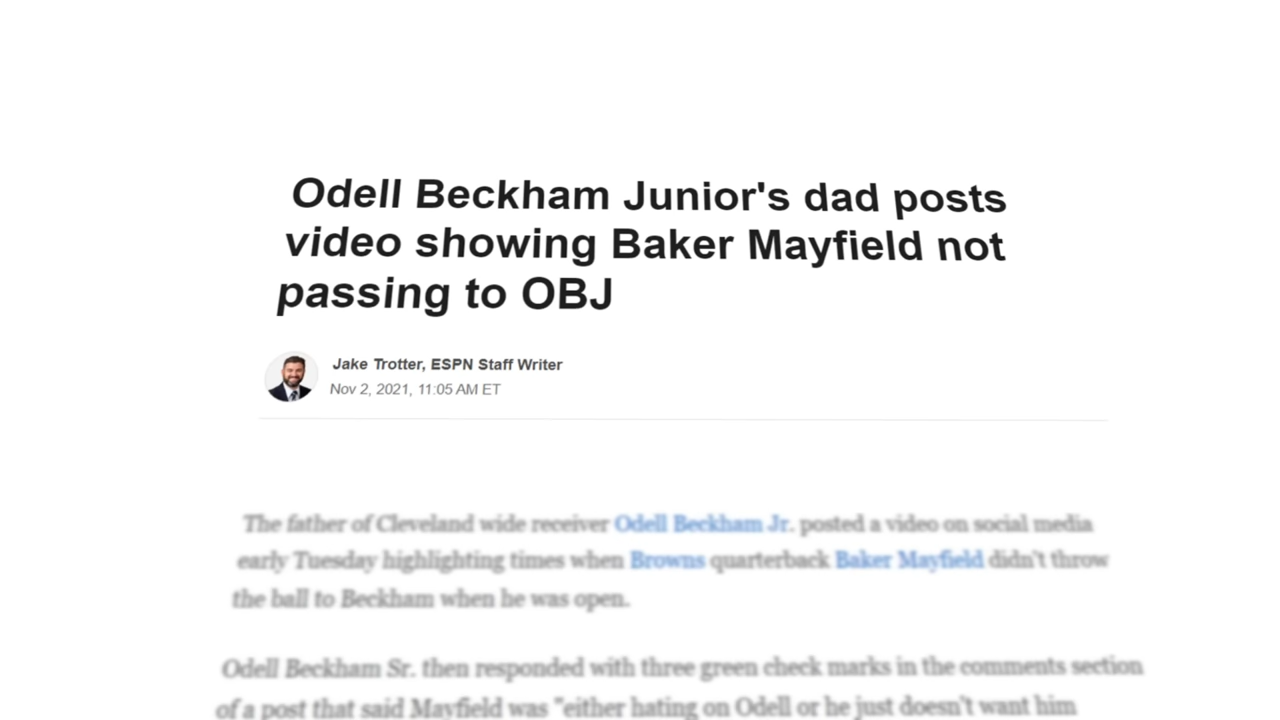 Odell Beckham Junior's dad posts
video showing Baker Mayfield not
passing to OBJ
Jake Trotter, ESPN Staff Writer
Nov 2, 2021, 11:05 AM ET
The father of Cleveland wide receiver Odell Beckham Jr. posted a video on social media
early Tuesday highlighting times when Browns quarterback Baker Mayfield didn't throw
the ball to Beckham when he was open.
Odell Beckham Sr. then responded with three green check marks in the comments section
of a post that said Mayfield was "either hating on Odell or he just doesn't want him